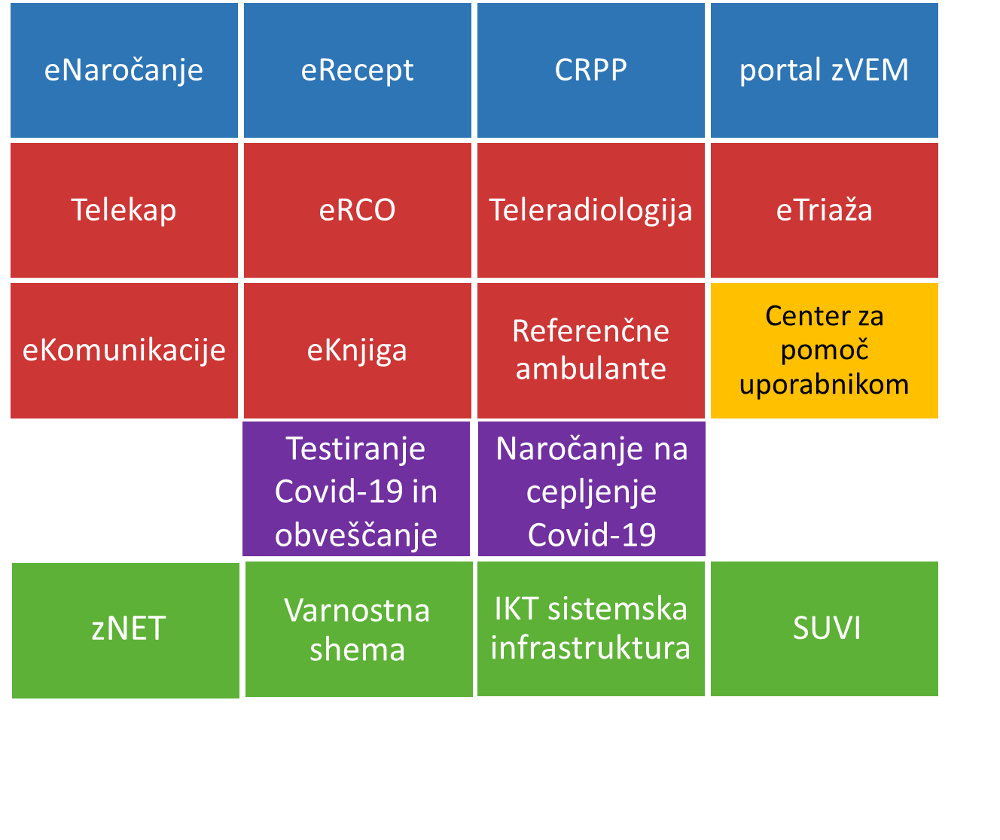 eNaročanje
eRecept
CRPP
portal zVEM
Telekap
eRCO
Teleradiologija
eTriaža
eKomunikacije
eKnjiga
Referenčne
ambulante
Center za
pomoč
uporabnikom
Testiranje
Covid-19 in
obveščanje
Naročanje na
cepljenje
Covid-19
zNET
Varnostna
shema
IKT sistemska
infrastruktura
SUVI